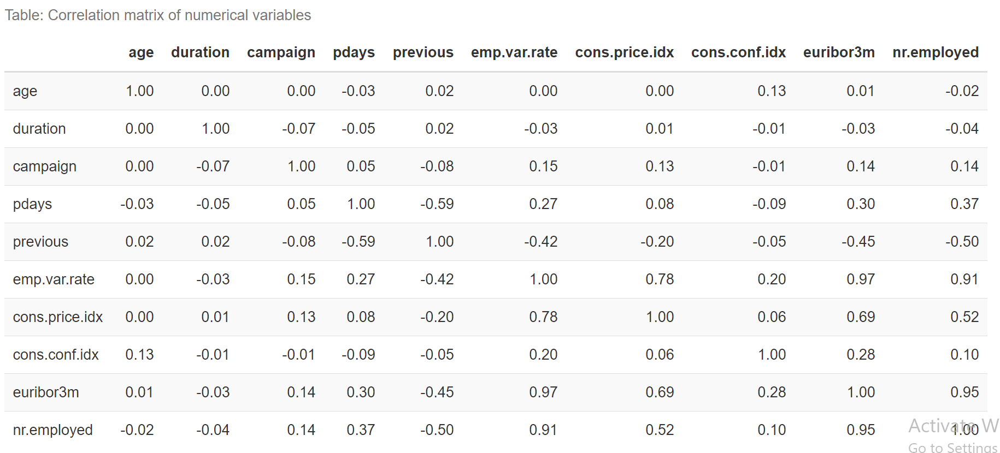 Table: Correlation matrix of numerical variables
age duration campaign pdays previous emp.var.rate cons.price.idx cons.conf.idx euribor3m nr.employed
age 1.00 0.00 0.00 -0.03 0.02 0.00 0.00 0.13 0.01 -0.02
duration 0.00 1.00 -0.07 -0.05 0.02 -0.03 0.01 -0.01 -0.03 -0.04
campaign 0.00 -0.07 1.00 0.05 -0.08 0.15 0.13 -0.01 0.14 0.14
pdays -0.03 -0.05 0.05 1.00 -0.59 0.27 0.08 -0.09 0.30 0.37
previous 0.02 0.02 -0.08 -0.59 1.00 -0.42 -0.20 -0.05 -0.45 -0.50
emp.var.rate 0.00 -0.03 0.15 0.27 -0.42 1.00 0.78 0.20 0.97 0.91
cons.price.idx 0.00 0.01 0.13 0.08 -0.20 0.78 1.00 0.06 0.69 0.52
cons.conf.idx 0.13 -0.01 -0.01 -0.09 -0.05 0.20 0.06 1.00 0.28 0.10
euribor3m 0.01 -0.03 0.14 0.30 -0.45 0.97 0.69 0.28 1.00 0.95
nr.employed -0.02 -0.04 0.14 0.37 -0.50 0.91 0.52 0.10 0.95 1.00
Activate W
Go to Settings